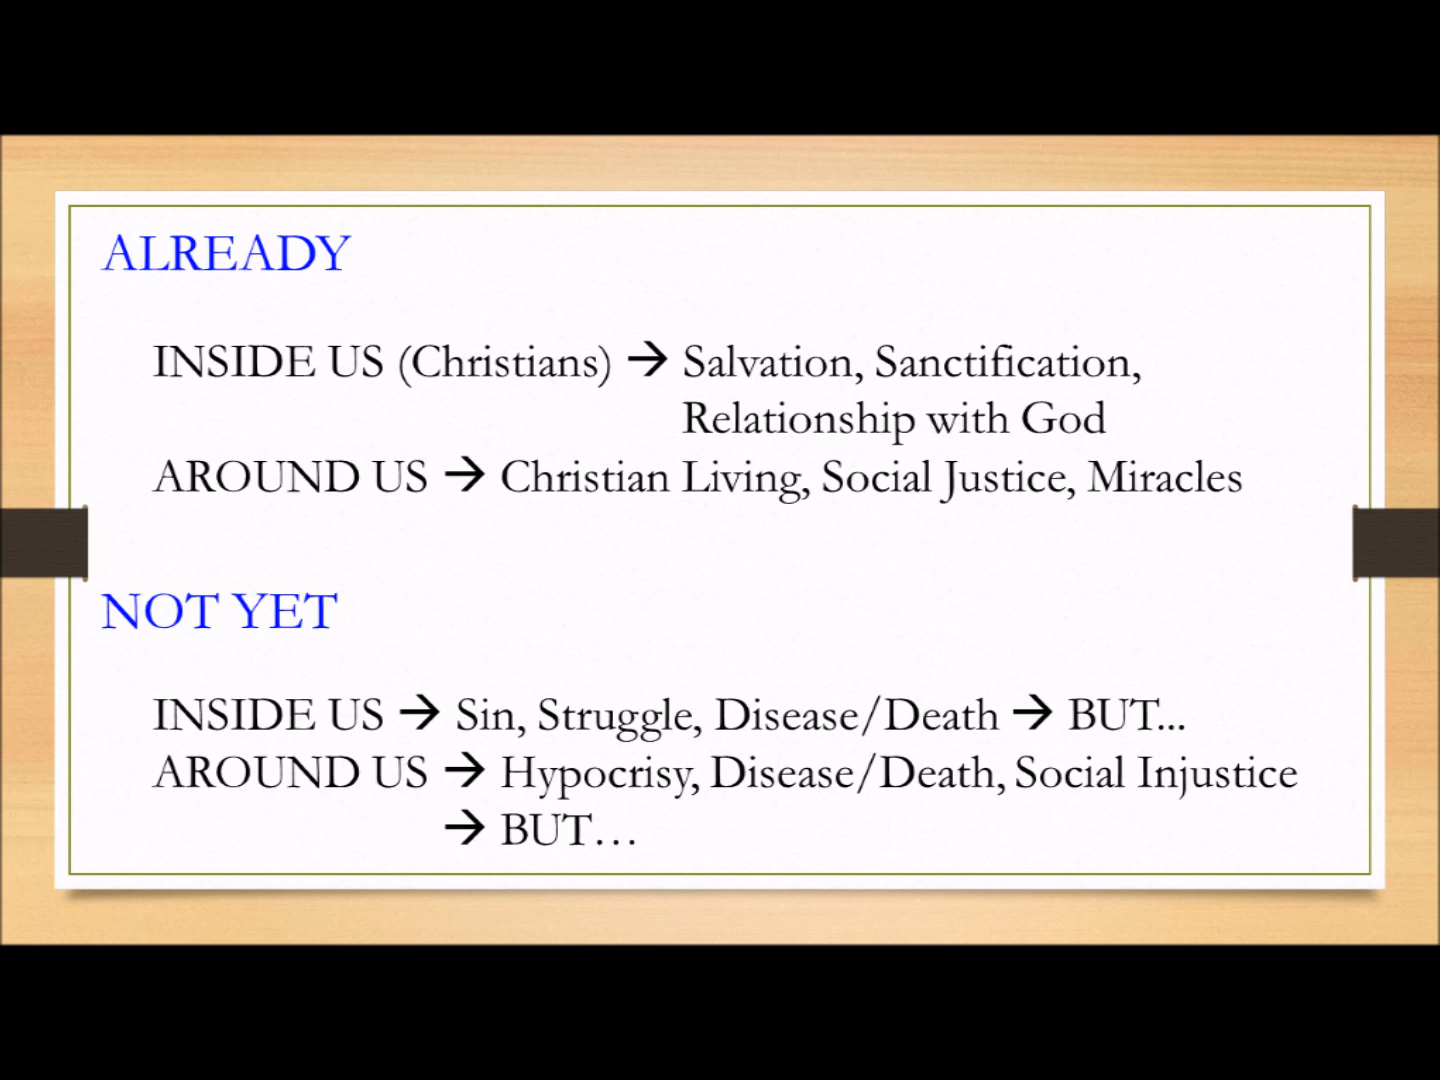 ALREADY
INSIDE US (Christians) → Salvation, Sanctification,
Relationship with God
AROUND US → Christian Living, Social Justice, Miracles
NOT YET
INSIDE US → Sin, Struggle, Disease/Death → BUT...
AROUND US → Hypocrisy, Disease/Death, Social Injustice
→ BUT…